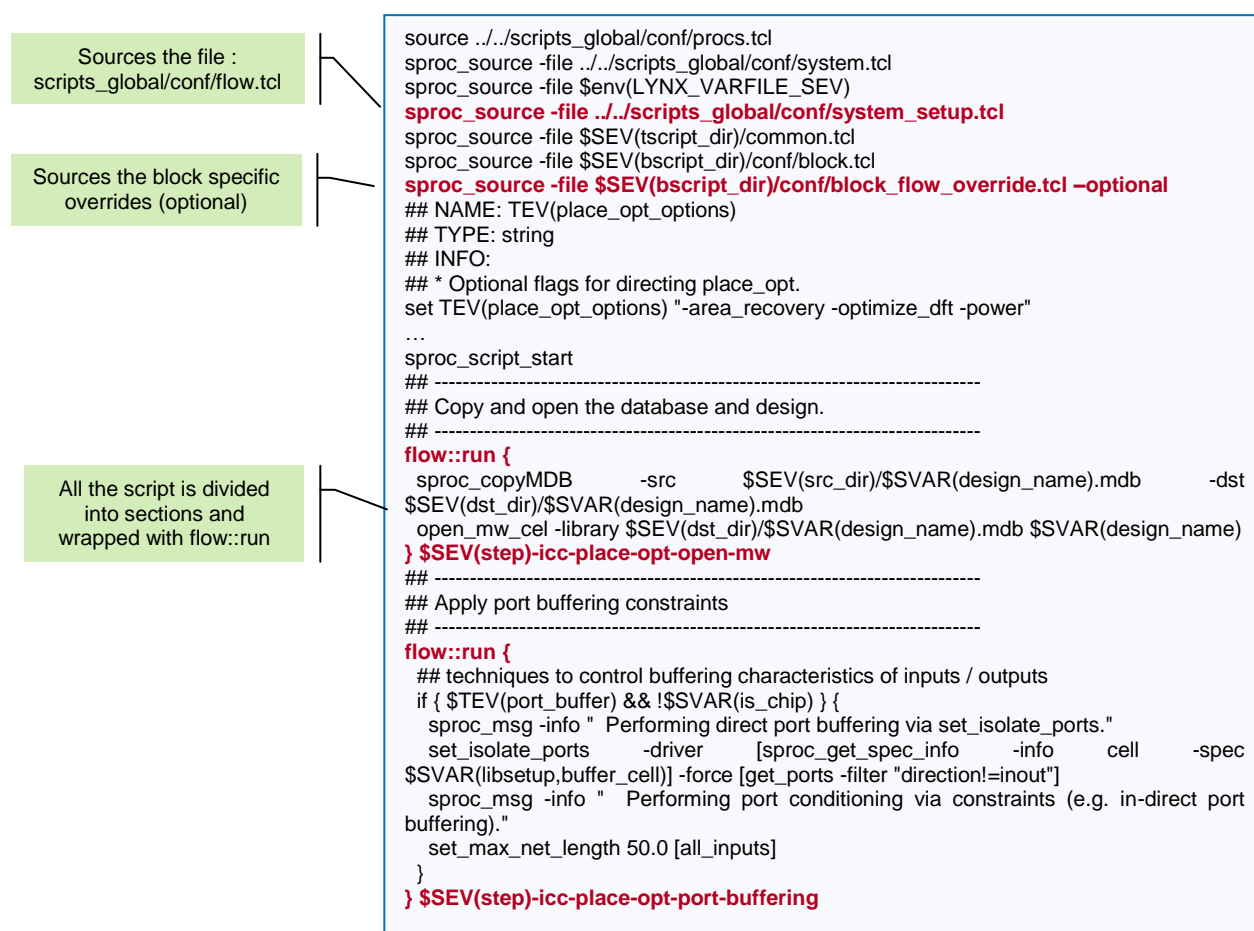 Sources the file :
scripts_global/conf/flow.tcl
Sources the block specific
overrides (optional)
All the script is divided
into sections and
wrapped with flow::run
source ../../scripts_global/conf/procs.tcl
sproc_source -file ../../scripts_global/conf/system.tcl
sproc_source -file $env(LYNX_VARFILE_SEV)
sproc_source -file ../../scripts_global/conf/system_setup.tcl
sproc_source -file $SEV(tscript_dir)/common.tcl
sproc_source -file $SEV(bscript_dir)/conf/block.tcl
sproc_source -file $SEV(bscript_dir)/conf/block_flow_override.tcl –optional
## NAME: TEV(place_opt_options)
## TYPE: string
## INFO:
## * Optional flags for directing place_opt.
set TEV(place_opt_options) "-area_recovery -optimize_dft -power"
…
sproc_script_start
## -----------------------------------------------------------------------------
## Copy and open the database and design.
## -----------------------------------------------------------------------------
flow::run {
sproc_copyMDB -src $SEV(src_dir)/$SVAR(design_name).mdb -dst
$SEV(dst_dir)/$SVAR(design_name).mdb
open_mw_cel -library $SEV(dst_dir)/$SVAR(design_name).mdb $SVAR(design_name)
} $SEV(step)-icc-place-opt-open-mw
## -----------------------------------------------------------------------------
## Apply port buffering constraints
## -----------------------------------------------------------------------------
flow::run {
## techniques to control buffering characteristics of inputs / outputs
if { $TEV(port_buffer) && !$SVAR(is_chip) } {
sproc_msg -info " Performing direct port buffering via set_isolate_ports."
set_isolate_ports -driver [sproc_get_spec_info -info cell -spec
$SVAR(libsetup,buffer_cell)] -force [get_ports -filter "direction!=inout"]
sproc_msg -info " Performing port conditioning via constraints (e.g. in-direct port
buffering)."
set_max_net_length 50.0 [all_inputs]
}
} $SEV(step)-icc-place-opt-port-buffering